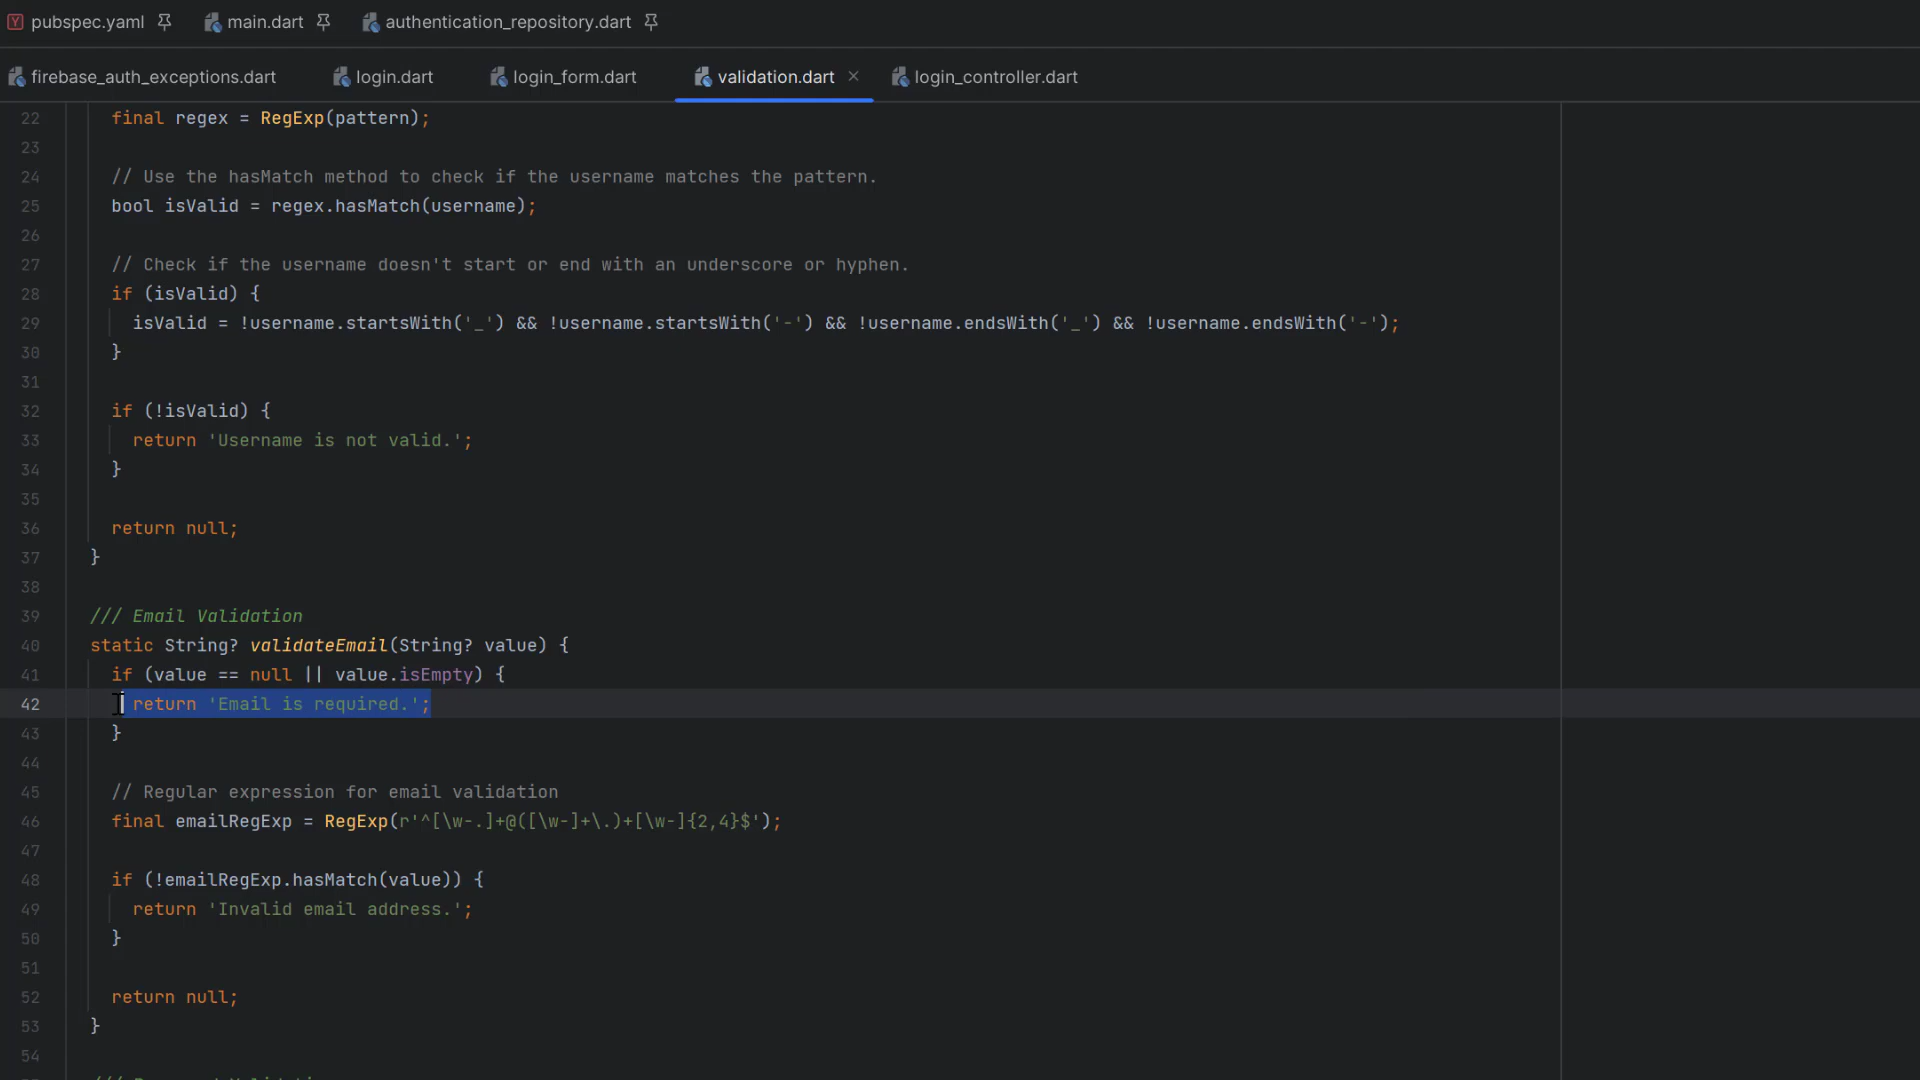 pubspec.yaml main.dart authentication_repository.dart
firebase_auth_exceptions.dart login.dart login_form.dart validation.dart login_controller.dart
22 final regex = RegExp(pattern);
23
24 // Use the hasMatch method to check if the username matches the pattern.
25 bool isValid = regex.hasMatch(username);
26
27 // Check if the username doesn't start or end with an underscore or hyphen.
28 if (isValid) {
29 isValid = !username.startsWith('_') && !username.startsWith('-') && !username.endsWith('_') && !username.endsWith('-');
30 }
31
32 if (!isValid) {
33 return 'Username is not valid.';
34 }
35
36 return null;
37 }
38
39 /// Email Validation
40 static String? validateEmail(String? value) {
41 if (value == null || value.isEmpty) {
42 return 'Email is required.';
43 }
44
45 // Regular expression for email validation
46 final emailRegExp = RegExp(r'^[\w-.]+@([\w-]+\.)+[\w-]{2,4}$');
47
48 if (!emailRegExp.hasMatch(value)) {
49 return 'Invalid email address.';
50 }
51
52 return null;
53 }
54